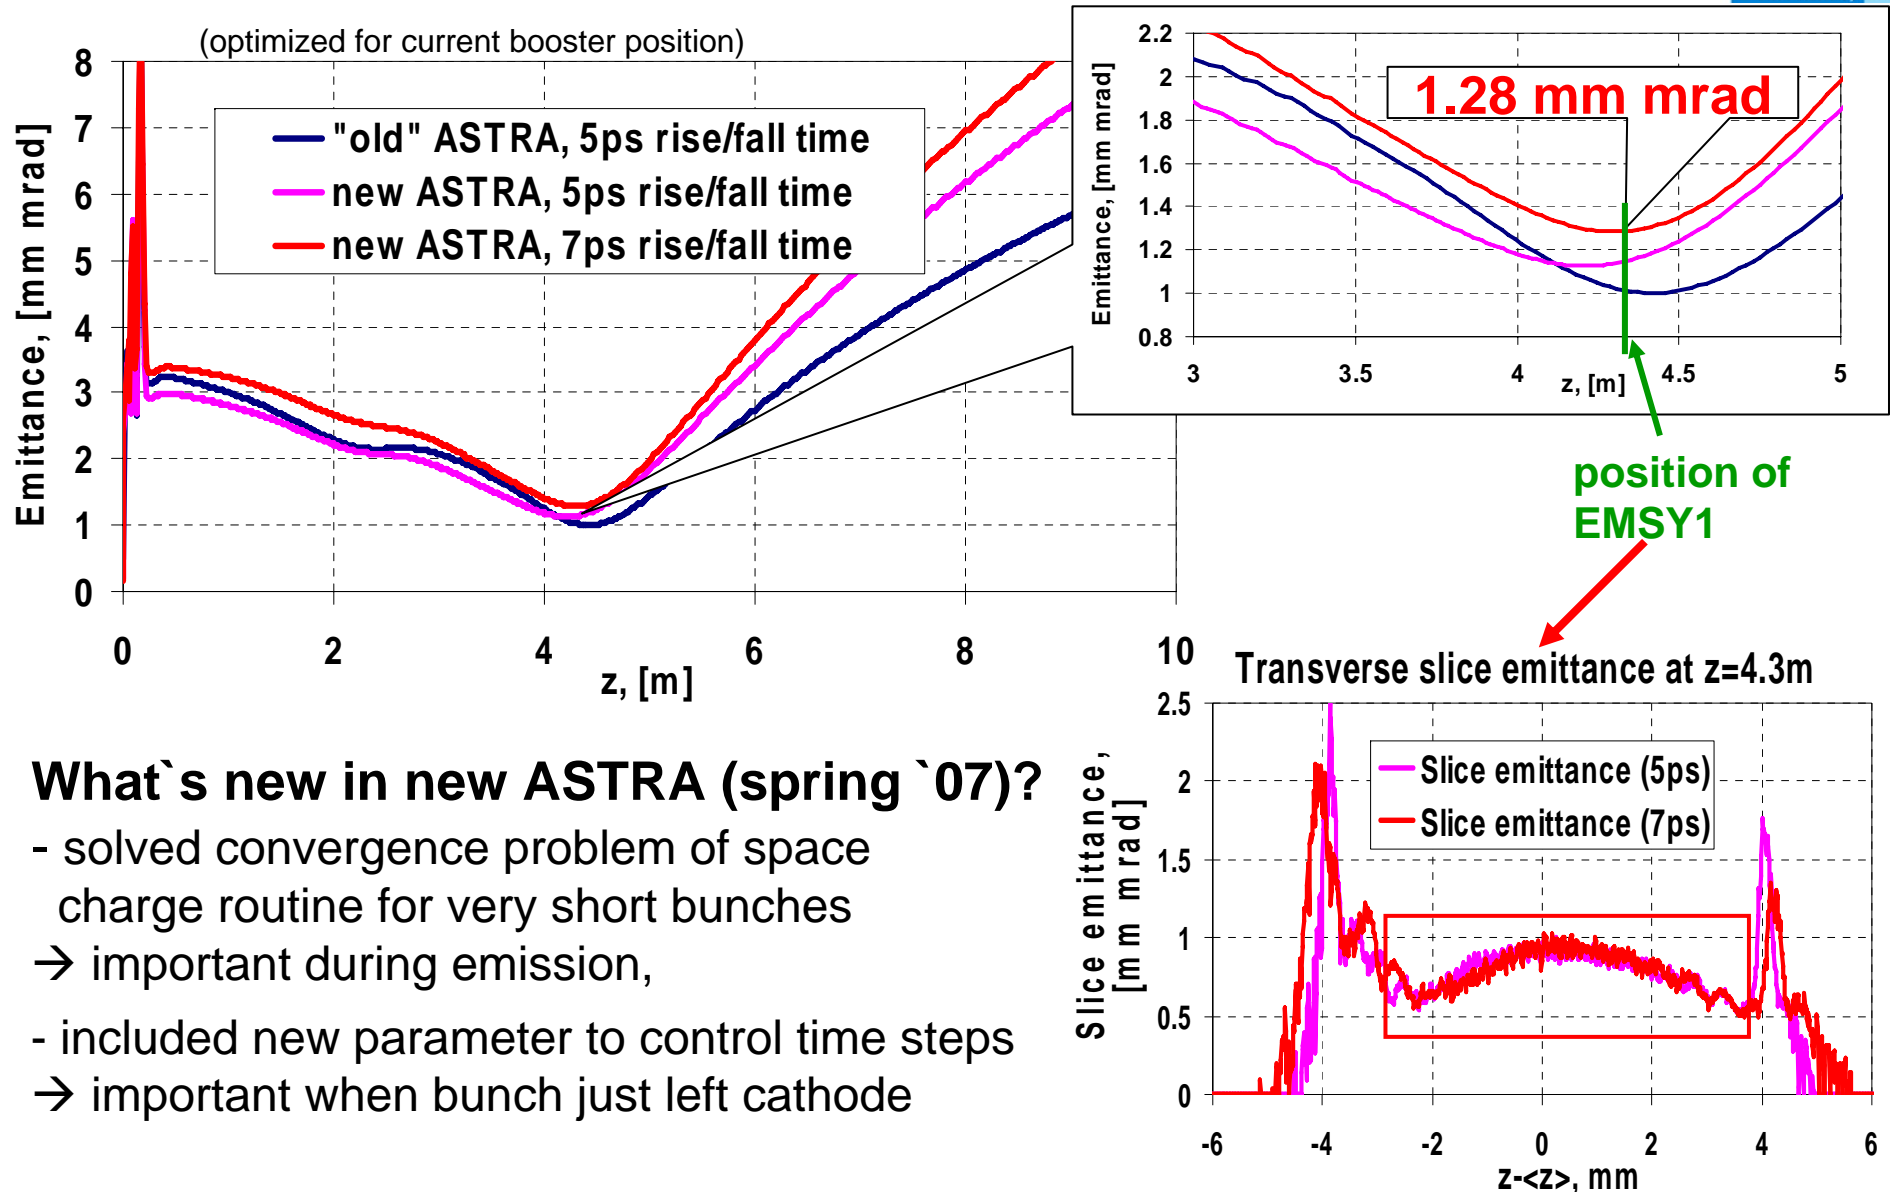 (optimized for current booster position)
8
7
6
5
4
3
2
1
0
Emittance, [mm mrad]
"old" ASTRA, 5ps rise/fall time
new ASTRA, 5ps rise/fall time
new ASTRA, 7ps rise/fall time
0
2
4
6
8
10
z, [m]
2.2
2
1.8
1.6
1.4
1.2
1
0.8
Emittance, [mm mrad]
1.28 mm mrad
3
3.5
4
4.5
5
z, [m]
position of
EMSY1
Transverse slice emittance at z=4.3m
2.5
2
1.5
1
0.5
0
Slice emittance,
[mm mrad]
Slice emittance (5ps)
Slice emittance (7ps)
-6
-4
-2
0
2
4
6
z-<z>, mm
What`s new in new ASTRA (spring `07)?
- solved convergence problem of space
charge routine for very short bunches
→ important during emission,
- included new parameter to control time steps
→ important when bunch just left cathode